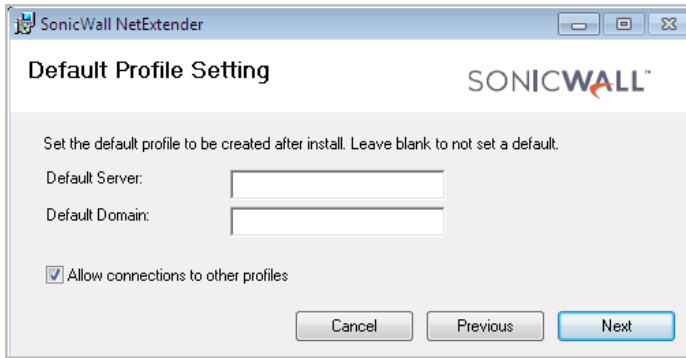 SonicWall NetExtender
Default Profile Setting
SONICWALL™
Set the default profile to be created after install. Leave blank to not set a default.
Default Server:
Default Domain:
Allow connections to other profiles
Cancel Previous Next